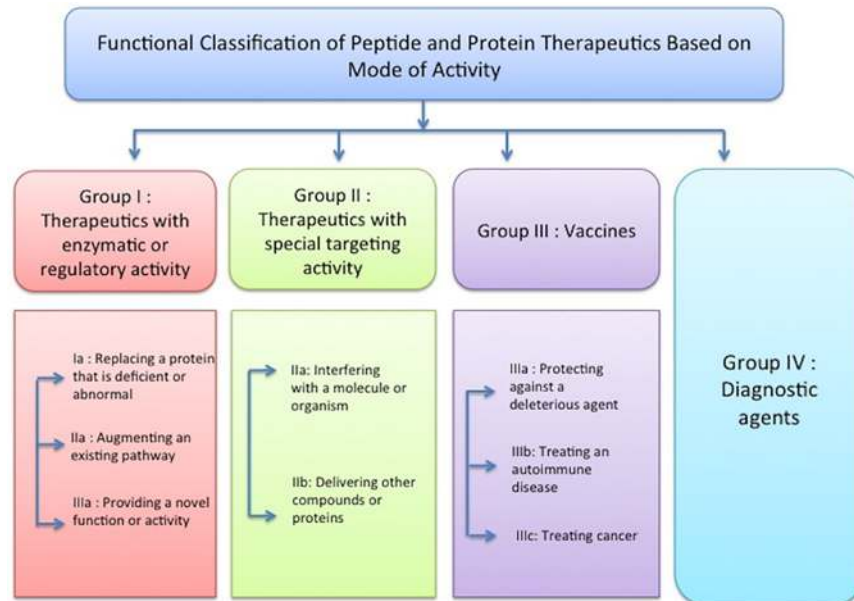 Functional Classification of Peptide and Protein Therapeutics Based on
Mode of Activity
Group I :
Therapeutics with
enzymatic or
regulatory activity
Group II :
Therapeutics with
special targeting
activity
Group III : Vaccines
Group IV :
Diagnostic
agents
Ia : Replacing a protein
that is deficient or
abnormal
IIa : Augmenting an
existing pathway
IIIa : Providing a novel
function or activity
IIa: Interfering
with a molecule or
organism
IIb: Delivering other
compounds or
proteins
IIIa : Protecting
against a
deleterious agent
IIIb: Treating an
autoimmune
disease
IIIc: Treating cancer